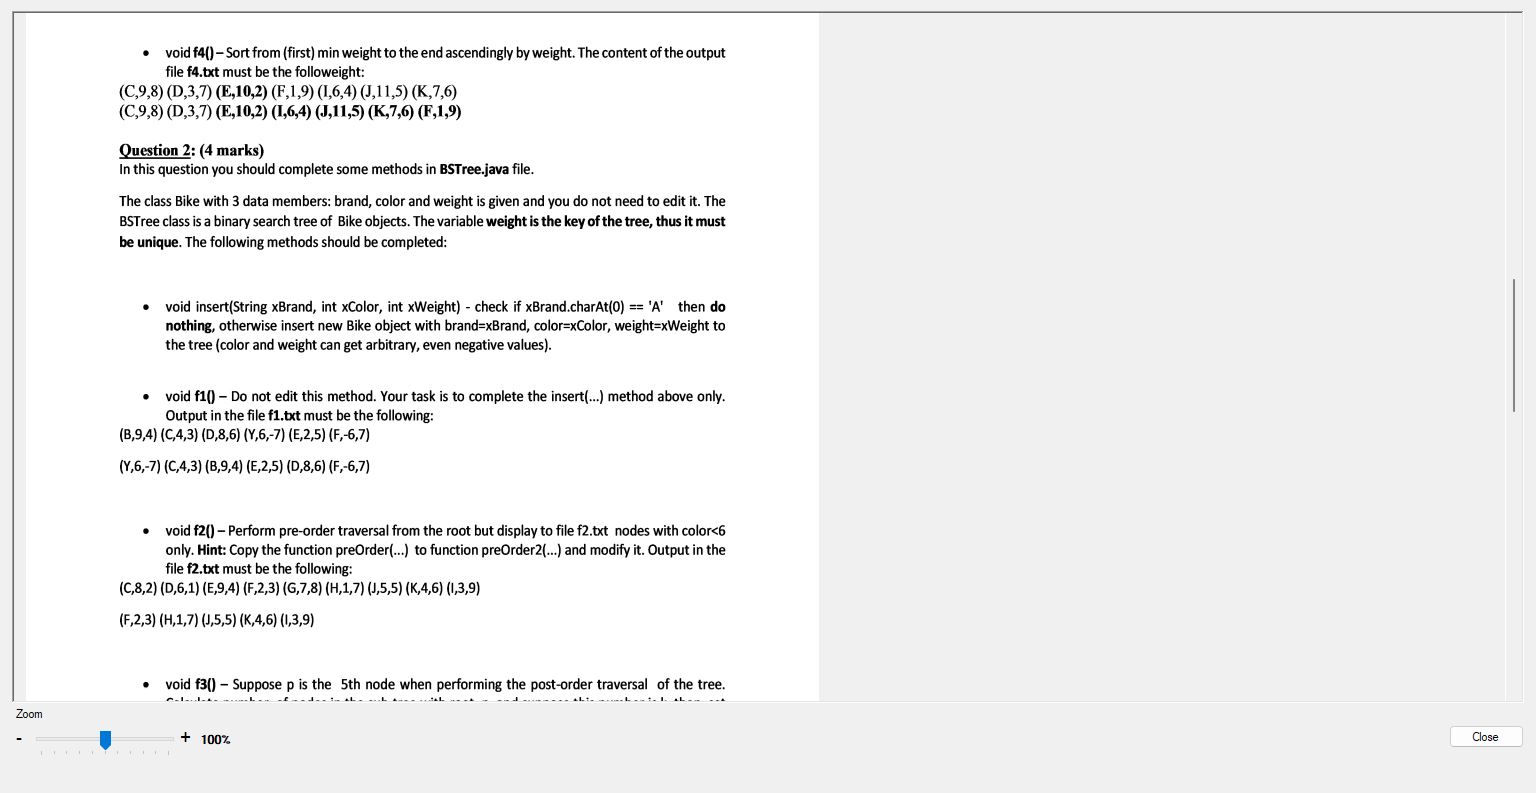 • void f4() – Sort from (first) min weight to the end ascendingly by weight. The content of the output
file f4.txt must be the followeight:
(C,9,8) (D,3,7) (E,10,2) (F,1,9) (I,6,4) (J,11,5) (K,7,6)
(C,9,8) (D,3,7) (E,10,2) (I,6,4) (J,11,5) (K,7,6) (F,1,9)
Question 2: (4 marks)
In this question you should complete some methods in BSTree.java file.
The class Bike with 3 data members: brand, color and weight is given and you do not need to edit it. The
BSTree class is a binary search tree of Bike objects. The variable weight is the key of the tree, thus it must
be unique. The following methods should be completed:
• void insert(String xBrand, int xColor, int xWeight) - check if xBrand.charAt(0) == 'A' then do
nothing, otherwise insert new Bike object with brand=xBrand, color=xColor, weight=xWeight to
the tree (color and weight can get arbitrary, even negative values).
• void f1() – Do not edit this method. Your task is to complete the insert(...) method above only.
Output in the file f1.txt must be the following:
(B,9,4) (C,4,3) (D,8,6) (Y,6,-7) (E,2,5) (F,-6,7)
(Y,6,-7) (C,4,3) (B,9,4) (E,2,5) (D,8,6) (F,-6,7)
• void f2() – Perform pre-order traversal from the root but display to file f2.txt nodes with color<6
only. Hint: Copy the function preOrder(...) to function preOrder2(...) and modify it. Output in the
file f2.txt must be the following:
(C,8,2) (D,6,1) (E,9,4) (F,2,3) (G,7,8) (H,1,7) (J,5,5) (K,4,6) (I,3,9)
(F,2,3) (H,1,7) (J,5,5) (K,4,6) (I,3,9)
• void f3() – Suppose p is the 5th node when performing the post-order traversal of the tree.
Zoom
- + 100%
Close